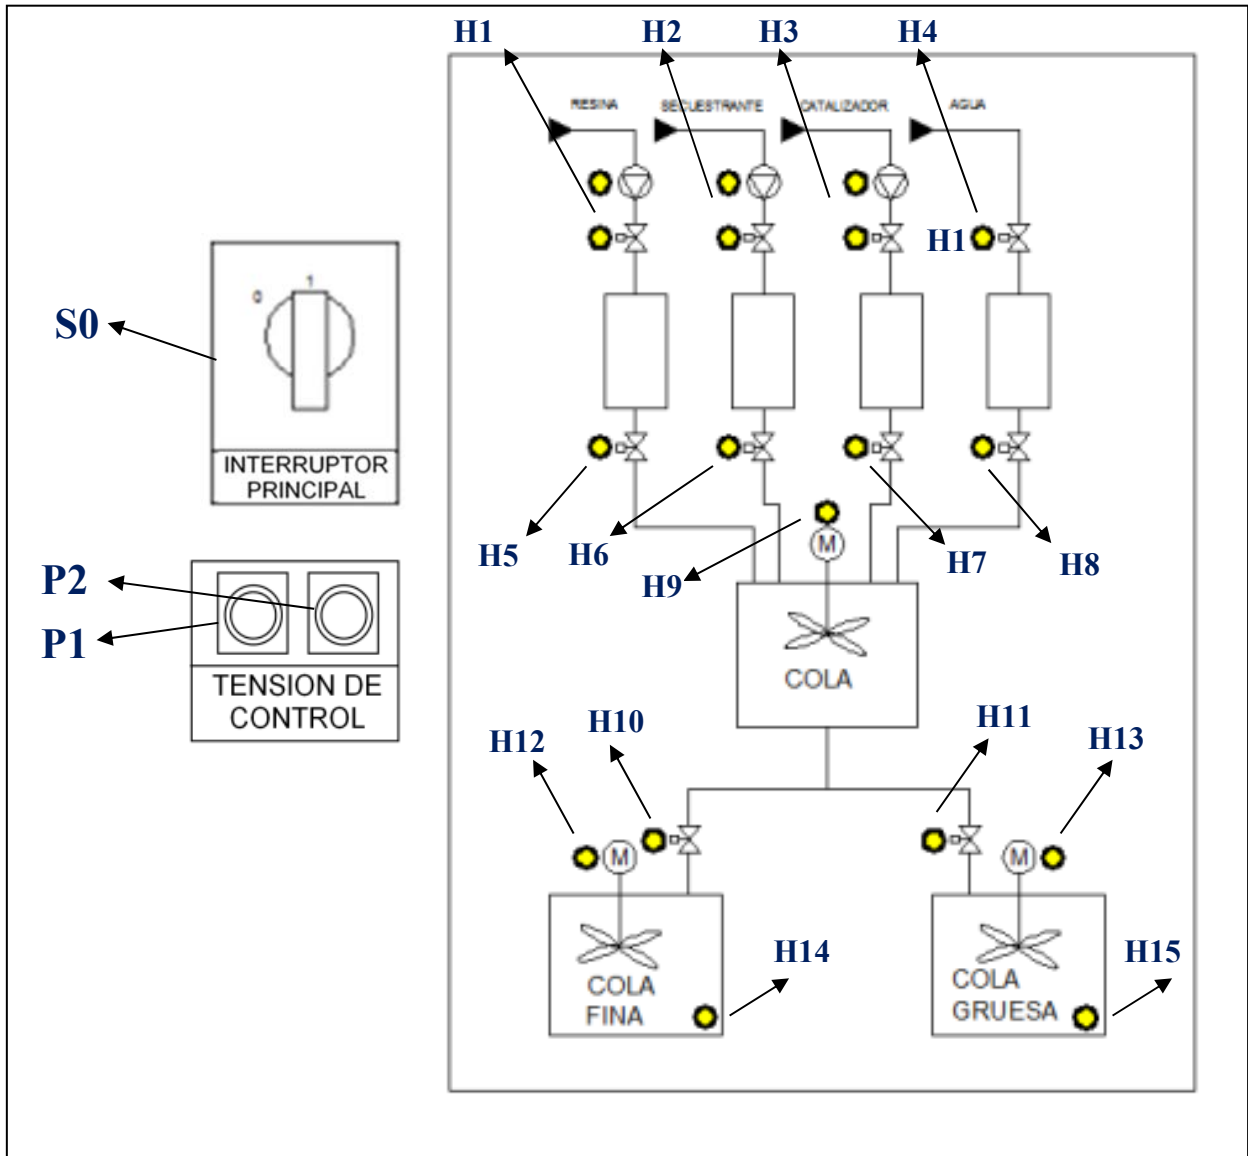 H1 H2 H3 H4
RESINA SECUESTRANTE CATALIZADOR AGUA
H1
0 1
S0
INTERRUPTOR
PRINCIPAL
H5 H6 H9 H7 H8
M
P2
P1
TENSION DE
CONTROL
COLA
H12 H10 H11 H13
M M
COLA
FINA
H14
COLA
GRUESA
H15